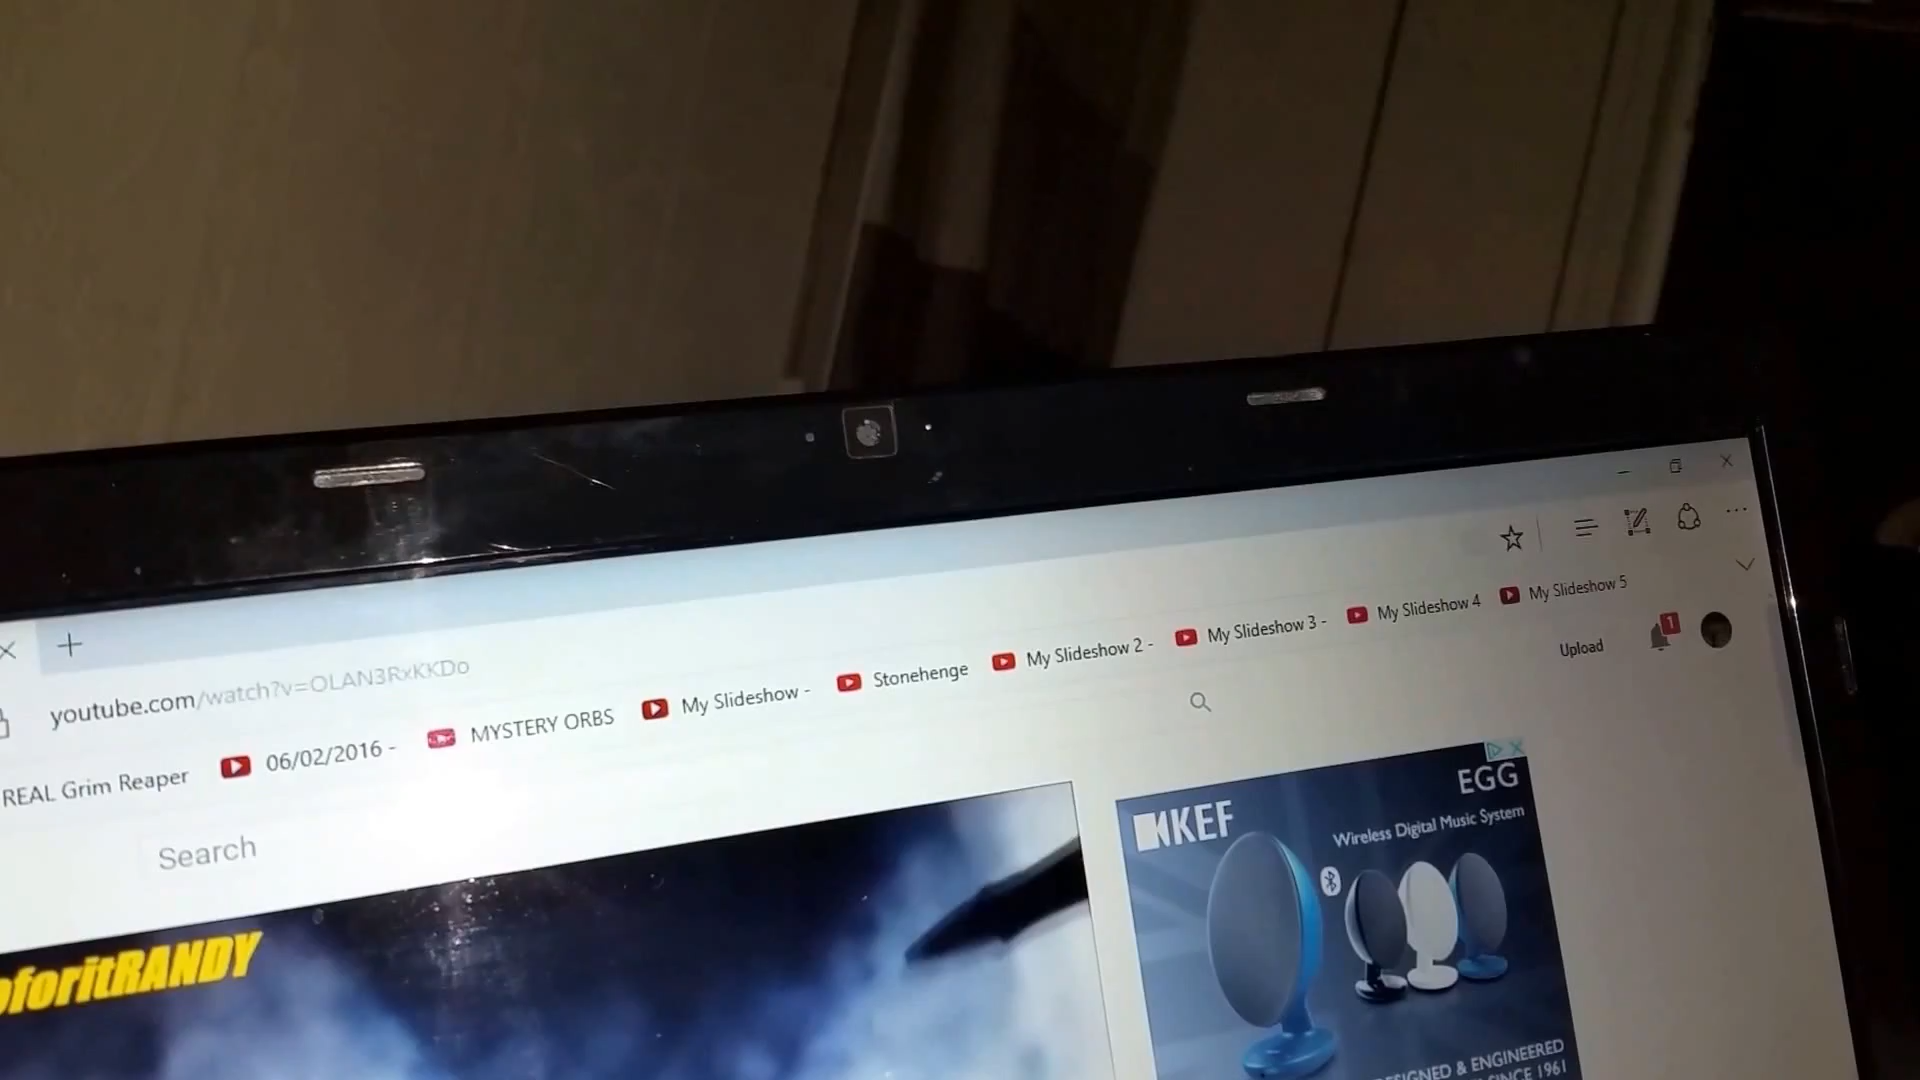 youtube.com/watch?v=OLAN3RxKKDo
REAL Grim Reaper
06/02/2016 -
MYSTERY ORBS
My Slideshow -
Stonehenge
My Slideshow 2 -
My Slideshow 3 -
My Slideshow 4
My Slideshow 5
Upload
1
Search
oforitRANDY
KEF
EGG
Wireless Digital Music System
DESIGNED & ENGINEERED
SINCE 1961